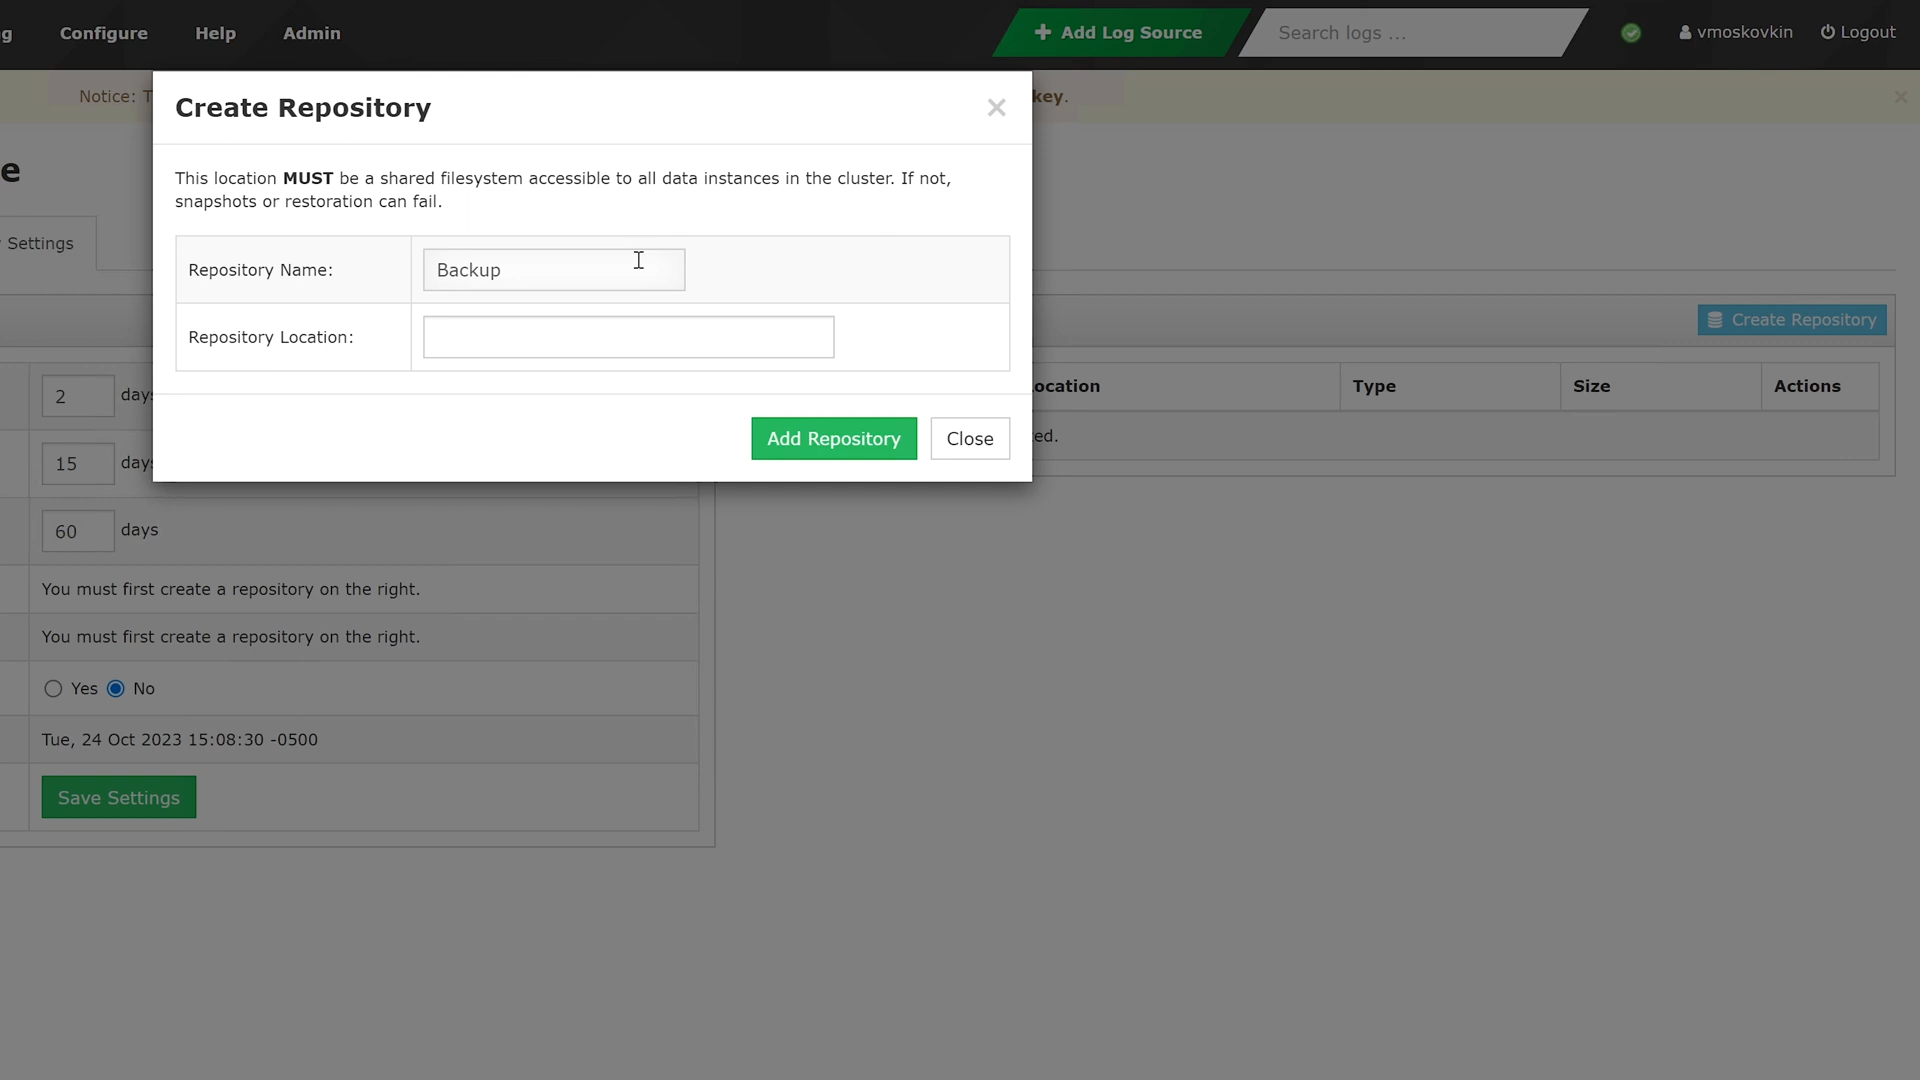 g Configure Help Admin + Add Log Source Search logs ... vmoskovkin Logout
Notice: T key.
Create Repository
e
This location MUST be a shared filesystem accessible to all data instances in the cluster. If not,
snapshots or restoration can fail.
Settings
Repository Name: Backup
Repository Location:
Create Repository
Add Repository Close
2 days
15 days
60 days
ocation Type Size Actions
ed.
You must first create a repository on the right.
You must first create a repository on the right.
Yes No
Tue, 24 Oct 2023 15:08:30 -0500
Save Settings